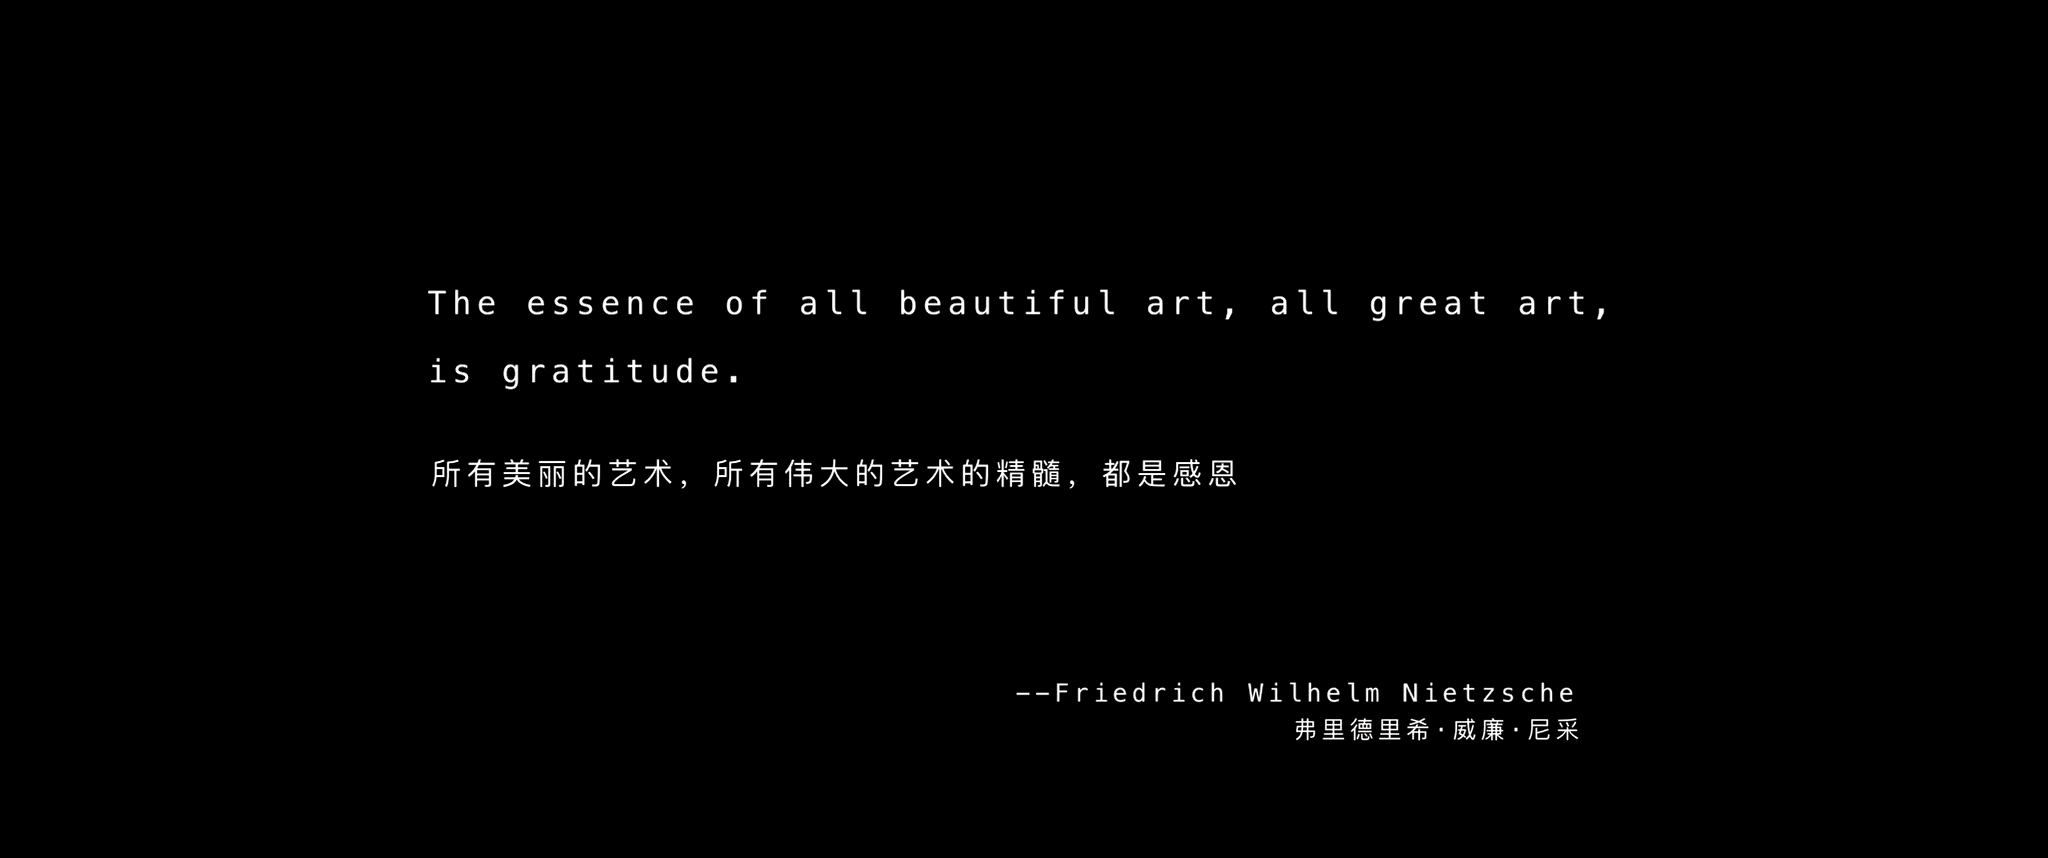 The essence of all beautiful art, all great art,
is gratitude.
所有美丽的艺术，所有伟大的艺术的精髓，都是感恩
--Friedrich Wilhelm Nietzsche
弗里德里希·威廉·尼采